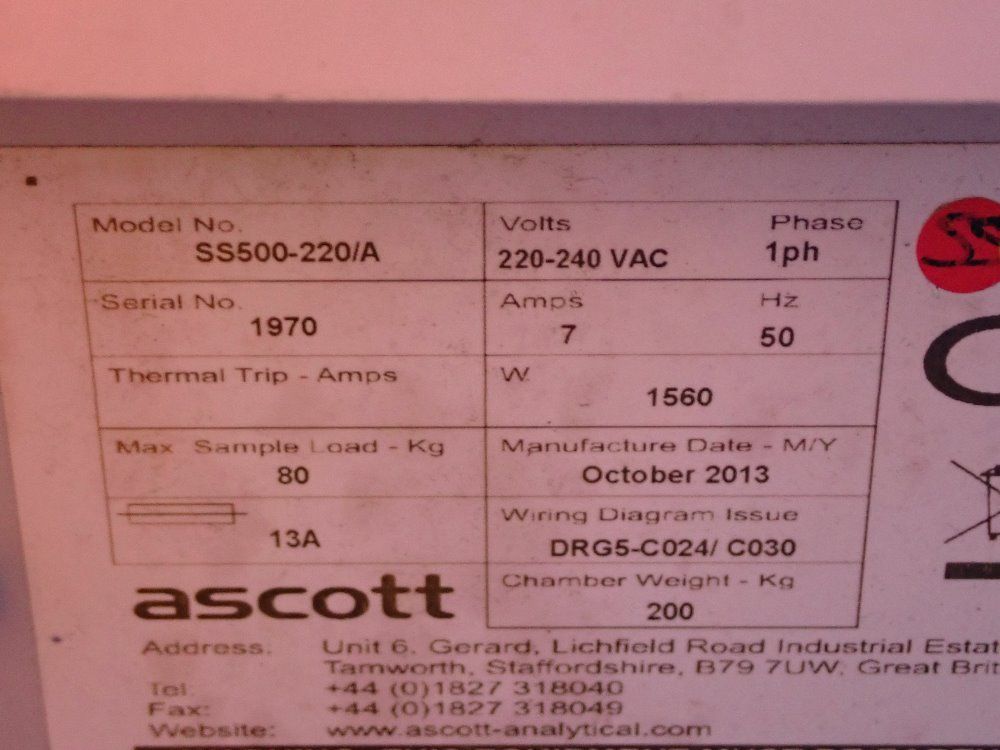 Model No.
SS500-220/A
Volts Phase
220-240 VAC 1ph
Serial No.
1970
Amps Hz
7 50
Thermal Trip - Amps
W
1560
Max Sample Load - Kg
80
Manufacture Date - M/Y
October 2013
13A
Wiring Diagram Issue
DRG5-C024/ C030
Chamber Weight - Kg
200
ascott
Address: Unit 6, Gerard, Lichfield Road Industrial Estat
Tamworth, Staffordshire, B79 7UW, Great Brit
Tel: +44 (0)1827 318040
Fax: +44 (0)1827 318049
Website: www.ascott-analytical.com